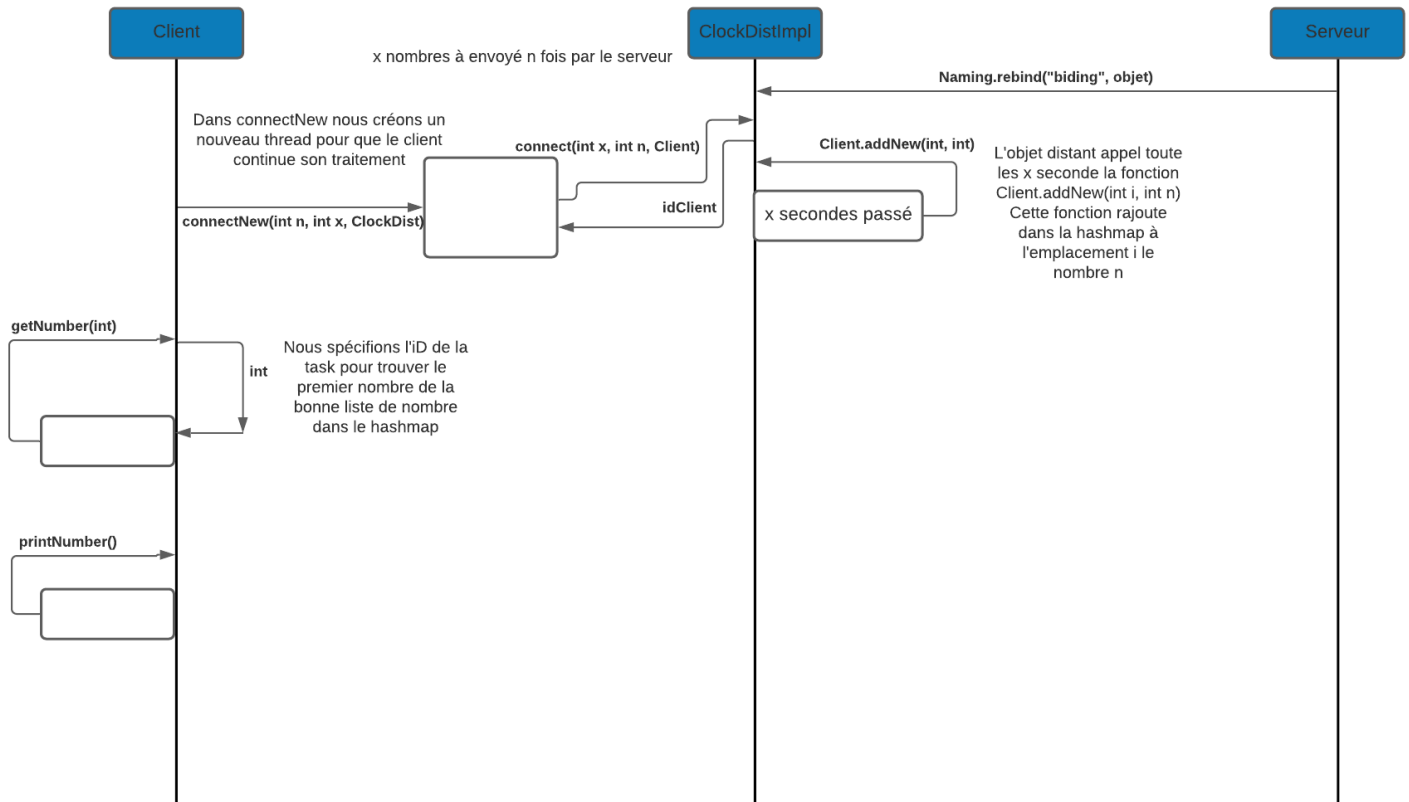 Client
ClockDistImpl
Serveur
x nombres à envoyé n fois par le serveur
Naming.rebind("biding", objet)
Dans connectNew nous créons un
nouveau thread pour que le client
continue son traitement
connect(int x, int n, Client)
Client.addNew(int, int)
L'objet distant appel toute
les x seconde la fonction
Client.addNew(int i, int n)
Cette fonction rajoute
dans la hashmap à
l'emplacement i le
nombre n
connectNew(int n, int x, ClockDist)
idClient
x secondes passé
getNumber(int)
int
Nous spécifions l'iD de la
task pour trouver le
premier nombre de la
bonne liste de nombre
dans le hashmap
printNumber()